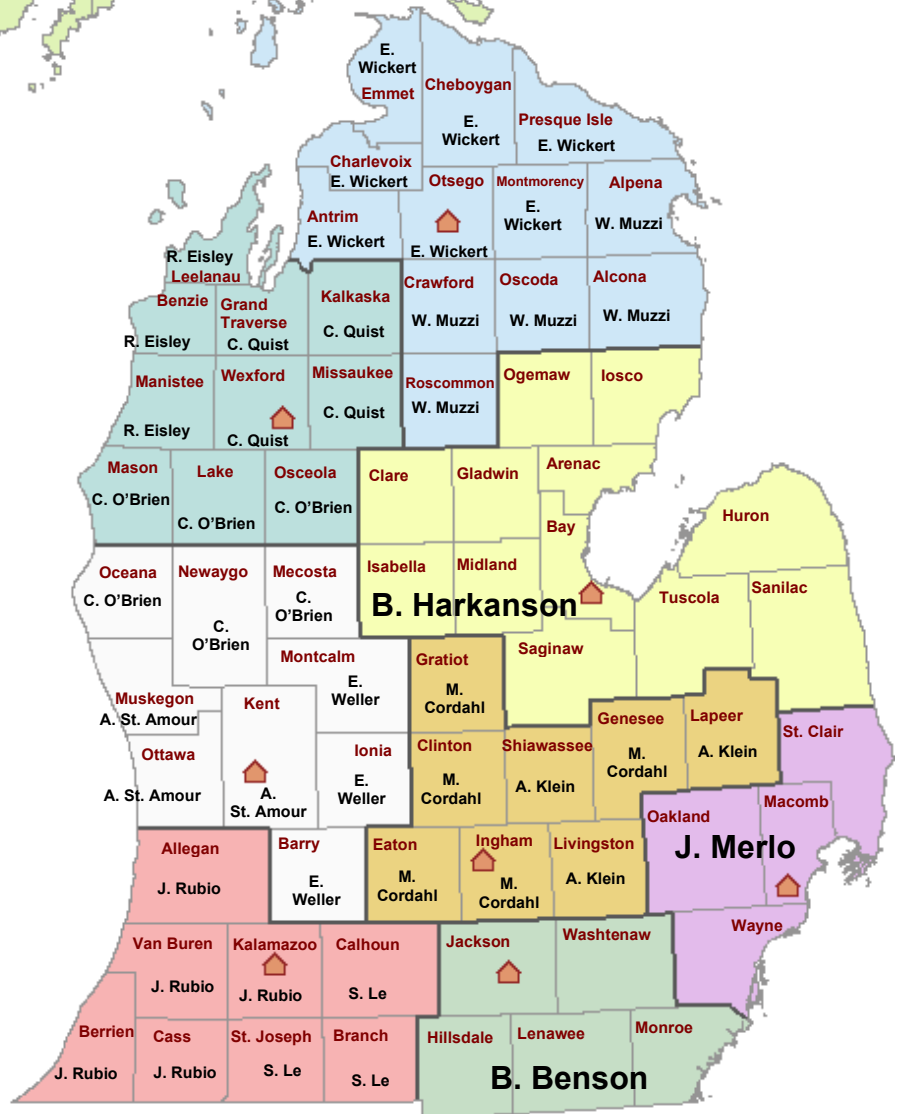 E.
Wickert
Emmet
Cheboygan
E.
Wickert
Presque Isle
E. Wickert
Charlevoix
E. Wickert
Otsego
E. Wickert
Montmorency
E.
Wickert
Alpena
W. Muzzi
Antrim
E. Wickert
R. Eisley
Leelanau
Benzie
R. Eisley
Grand
Traverse
C. Quist
Kalkaska
C. Quist
Crawford
W. Muzzi
Oscoda
W. Muzzi
Alcona
W. Muzzi
Manistee
R. Eisley
Wexford
C. Quist
Missaukee
C. Quist
Roscommon
W. Muzzi
Ogemaw
Iosco
Mason
C. O'Brien
Lake
C. O'Brien
Osceola
C. O'Brien
Clare
Gladwin
Arenac
Bay
Huron
Oceana
C. O'Brien
Newaygo
C.
O'Brien
Mecosta
C.
O'Brien
Isabella
Midland
B. Harkanson
Tuscola
Sanilac
Saginaw
Montcalm
E.
Weller
Gratiot
M.
Cordahl
Muskegon
A. St. Amour
Kent
A.
St. Amour
Ottawa
A. St. Amour
Ionia
E.
Weller
Clinton
M.
Cordahl
Shiawassee
A. Klein
Genesee
M.
Cordahl
Lapeer
A. Klein
St. Clair
Allegan
J. Rubio
Barry
E.
Weller
Eaton
M.
Cordahl
Ingham
M.
Cordahl
Livingston
A. Klein
Oakland
Macomb
J. Merlo
Wayne
Van Buren
J. Rubio
Kalamazoo
J. Rubio
Calhoun
S. Le
Jackson
Washtenaw
Berrien
J. Rubio
Cass
J. Rubio
St. Joseph
S. Le
Branch
S. Le
Hillsdale
Lenawee
Monroe
B. Benson